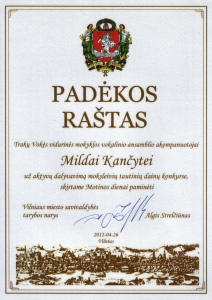 PADĖKOS
RAŠTAS
Trakų Vokės vidurinės mokyklos vokalinio ansamblio akompanuotojai
Mildai Kančytei
už aktyvų dalyvavimą moksleivių tautinių dainų konkurse,
skirtame Motinos dienai paminėti
Vilniaus miesto savivaldybės
tarybos narys
Algis Strelčiūnas
2012-04-26
Vilnius